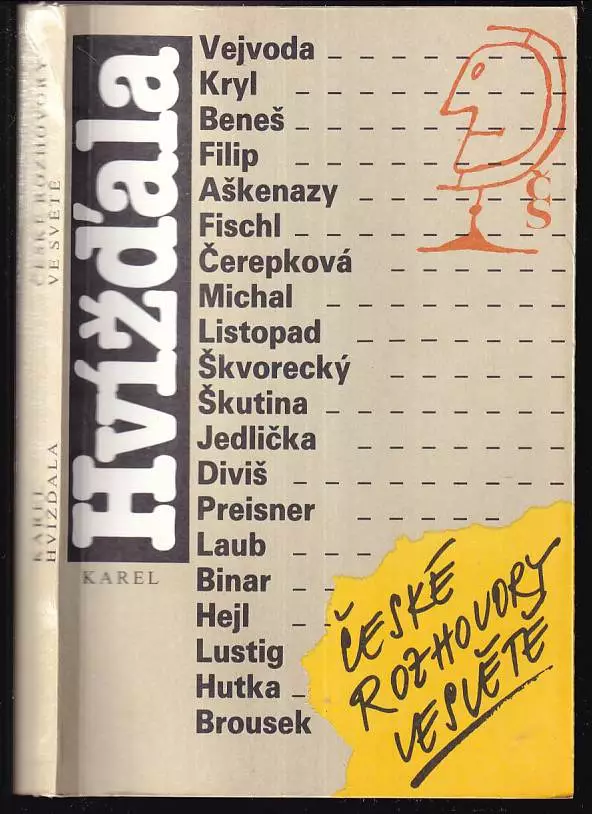 KAREL HVÍŽĎALA
ČESKÉ ROZHOVORY
VE SVĚTĚ
Hvížďala
KAREL
Vejvoda
Kryl
Beneš
Filip
Aškenazy
Fischl
Čerepková
Michal
Listopad
Škvorecký
Škutina
Jedlička
Diviš
Preisner
Laub
Binar
Hejl
Lustig
Hutka
Brousek
ČS
ČESKÉ
ROZHOVORY
VE SVĚTĚ